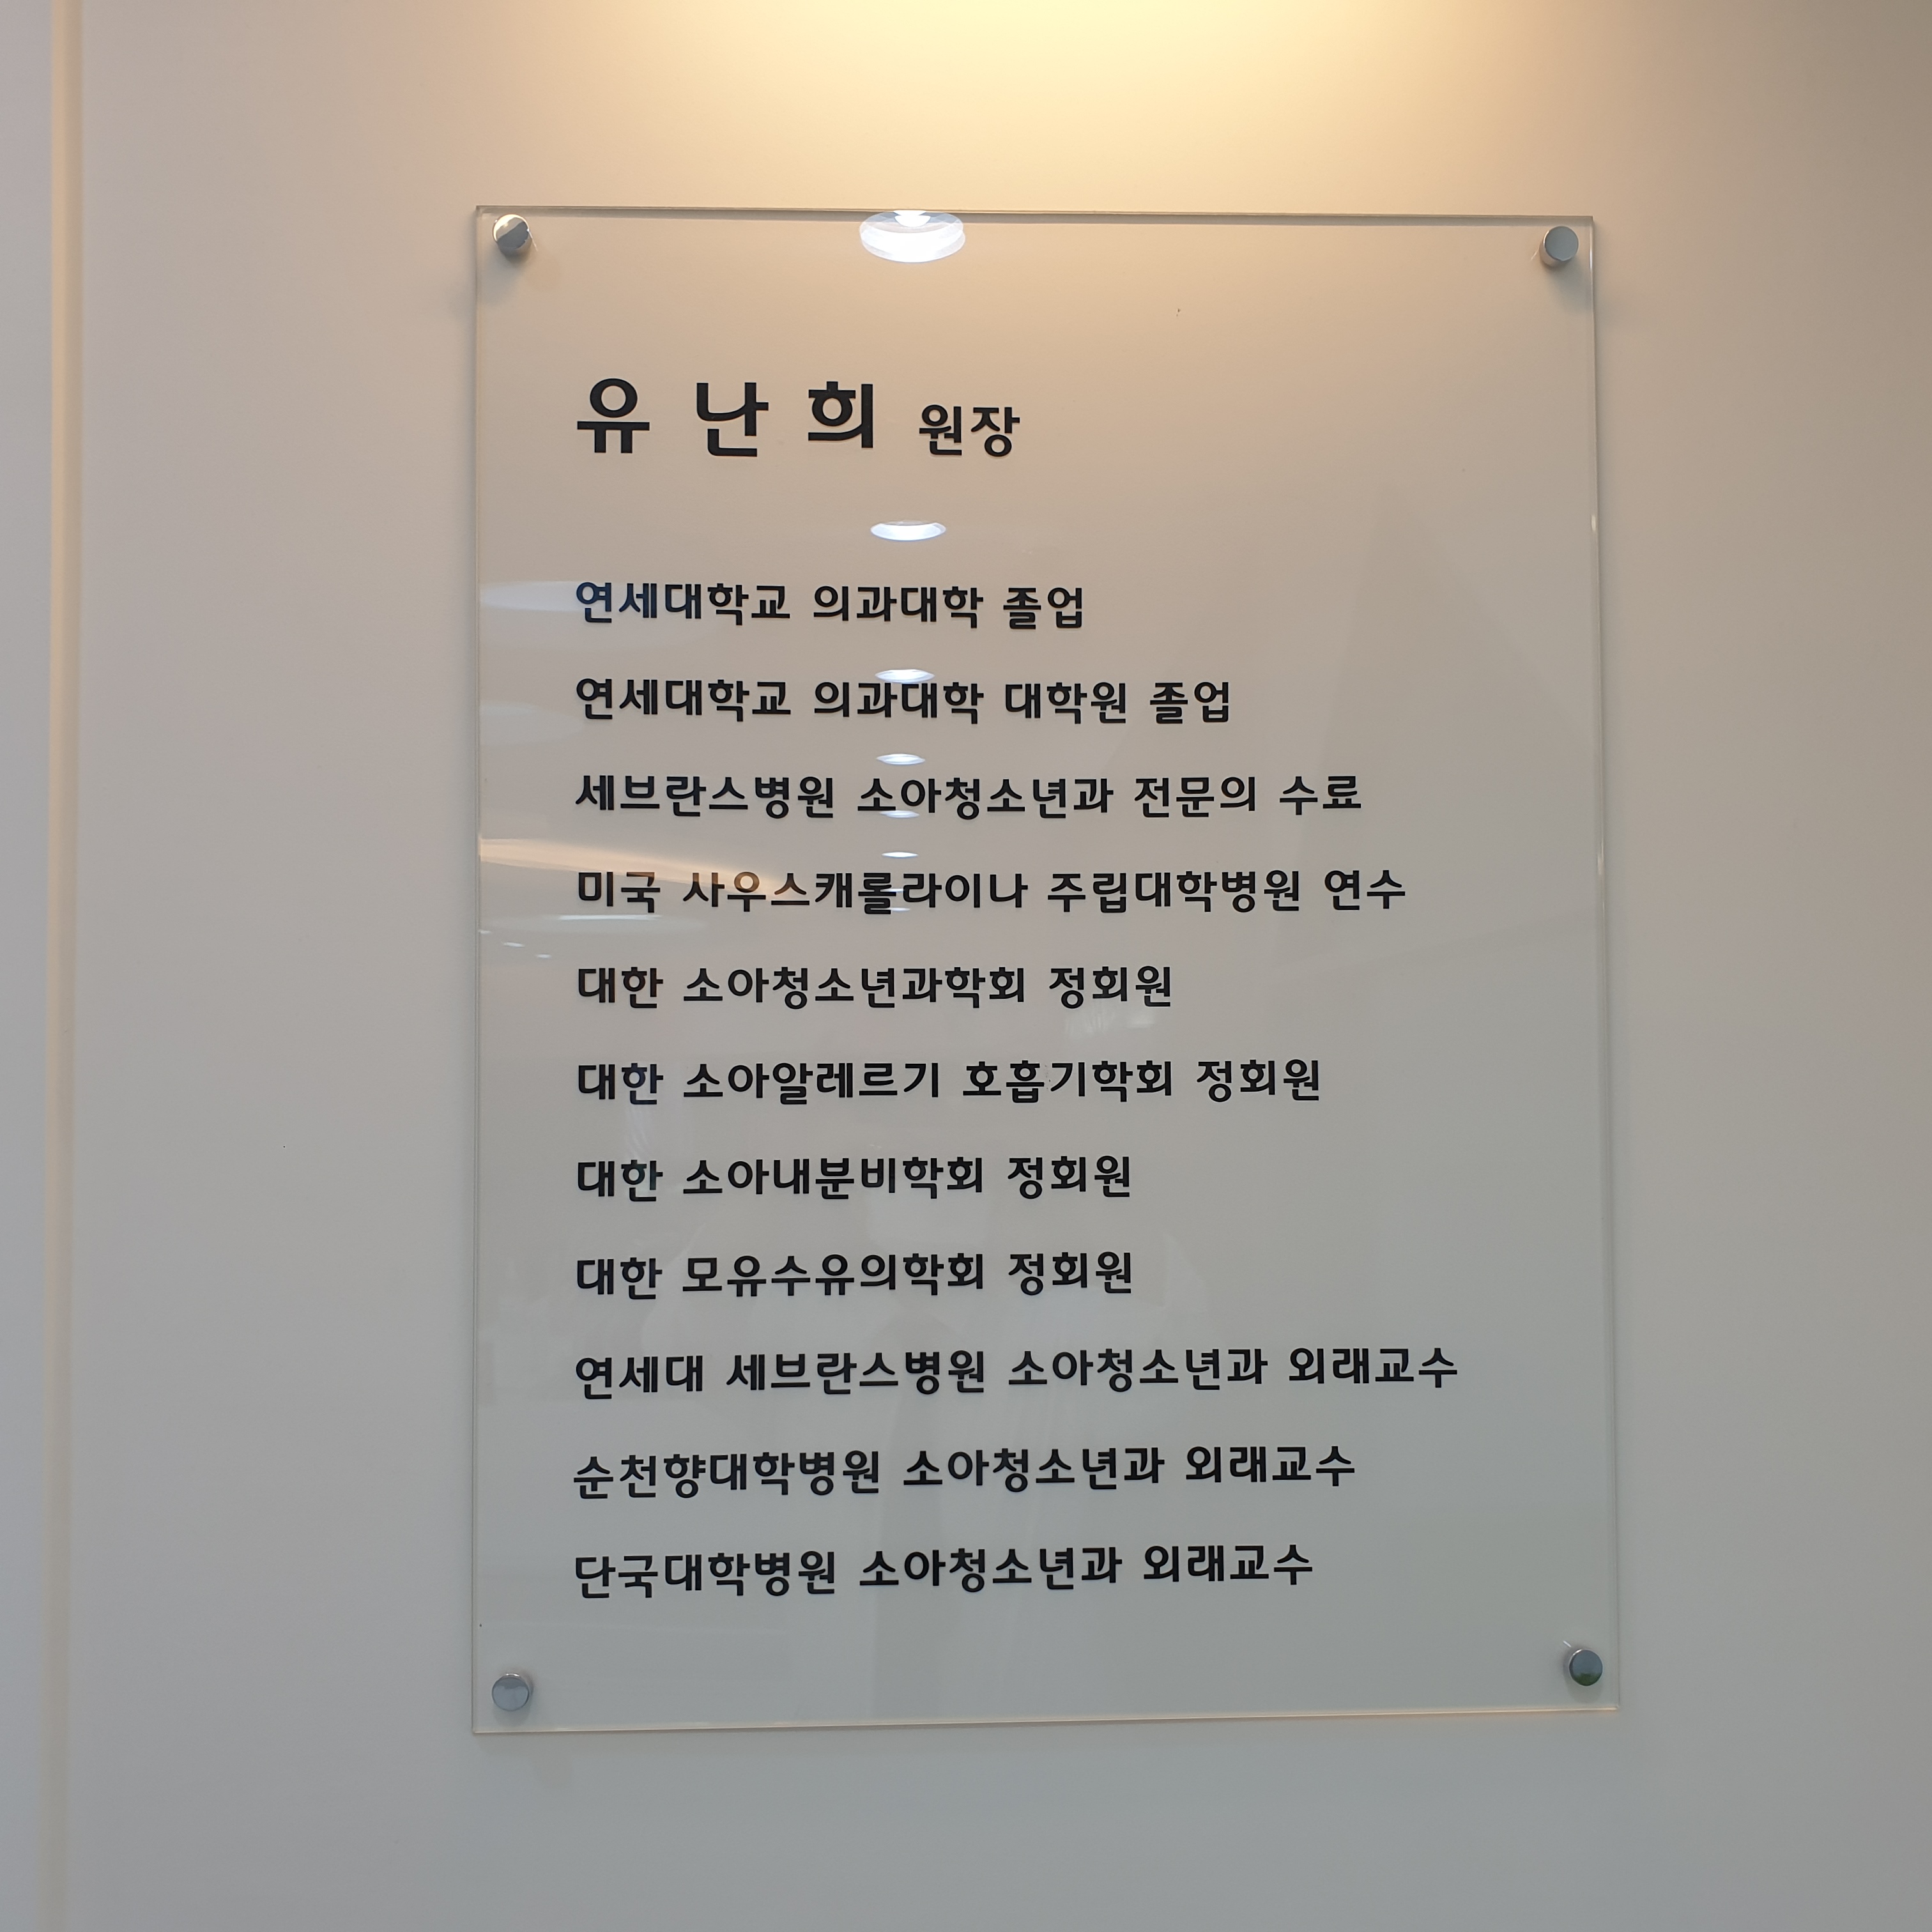 유난희 원장
연세대학교 의과대학 졸업
연세대학교 의과대학 대학원 졸업
세브란스병원 소아청소년과 전문의 수료
미국 사우스캐롤라이나 주립대학병원 연수
대한 소아청소년과학회 정회원
대한 소아알레르기 호흡기학회 정회원
대한 소아내분비학회 정회원
대한 모유수유의학회 정회원
연세대 세브란스병원 소아청소년과 외래교수
순천향대학병원 소아청소년과 외래교수
단국대학병원 소아청소년과 외래교수